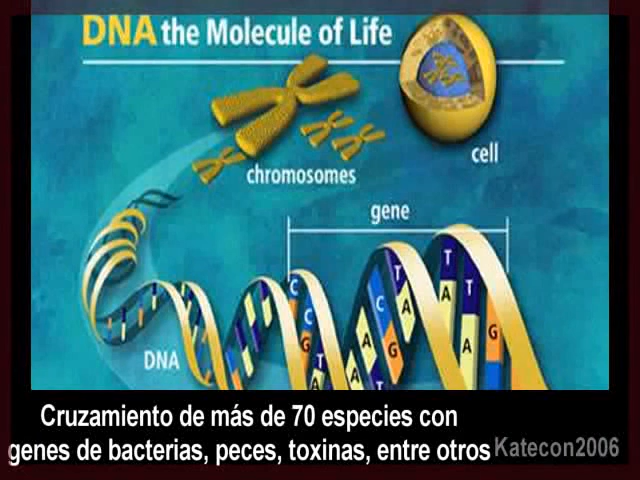 DNA the Molecule of Life
chromosomes
cell
gene
DNA
C
C
G
T
A
A
A
C
G
T
A
T
A
T
A
G
Cruzamiento de más de 70 especies con
genes de bacterias, peces, toxinas, entre otros
Katecon2006